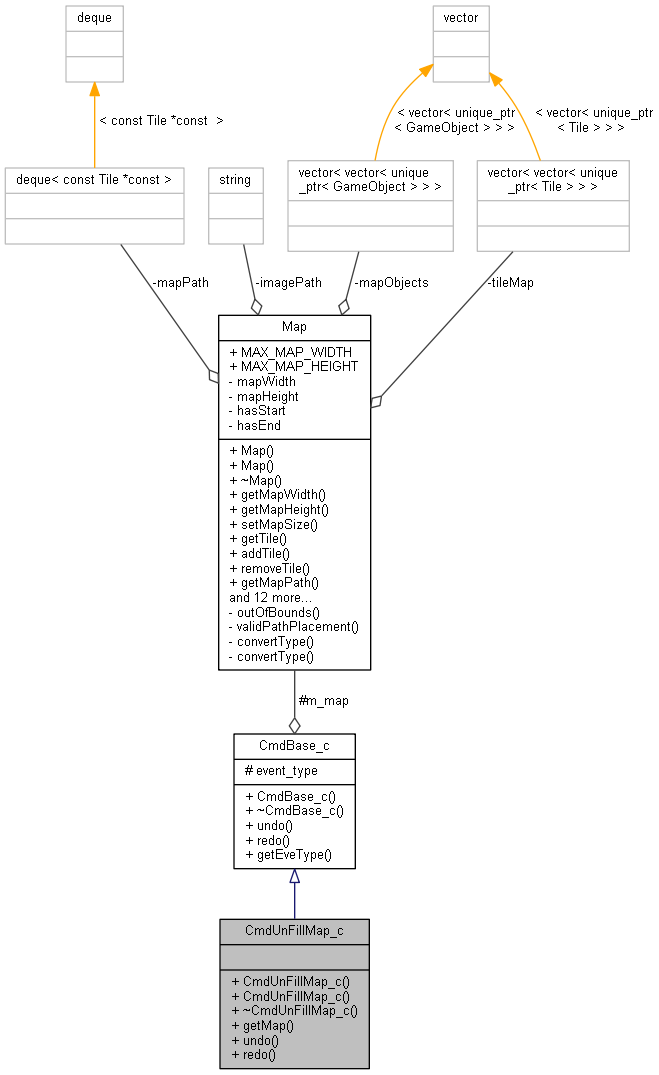 deque
vector
< const Tile *const  >
< vector< unique_ptr
< GameObject > > >
< vector< unique_ptr
< Tile > > >
deque< const Tile *const >
string
vector< vector< unique
_ptr< GameObject > > >
vector< vector< unique
_ptr< Tile > > >
-mapPath
-imagePath
-mapObjects
-tileMap
Map
+ MAX_MAP_WIDTH
+ MAX_MAP_HEIGHT
- mapWidth
- mapHeight
- hasStart
- hasEnd
+ Map()
+ Map()
+ ~Map()
+ getMapWidth()
+ getMapHeight()
+ setMapSize()
+ getTile()
+ addTile()
+ removeTile()
+ getMapPath()
and 12 more...
- outOfBounds()
- validPathPlacement()
- convertType()
- convertType()
#m_map
CmdBase_c
# event_type
+ CmdBase_c()
+ ~CmdBase_c()
+ undo()
+ redo()
+ getEveType()
CmdUnFillMap_c
+ CmdUnFillMap_c()
+ CmdUnFillMap_c()
+ ~CmdUnFillMap_c()
+ getMap()
+ undo()
+ redo()